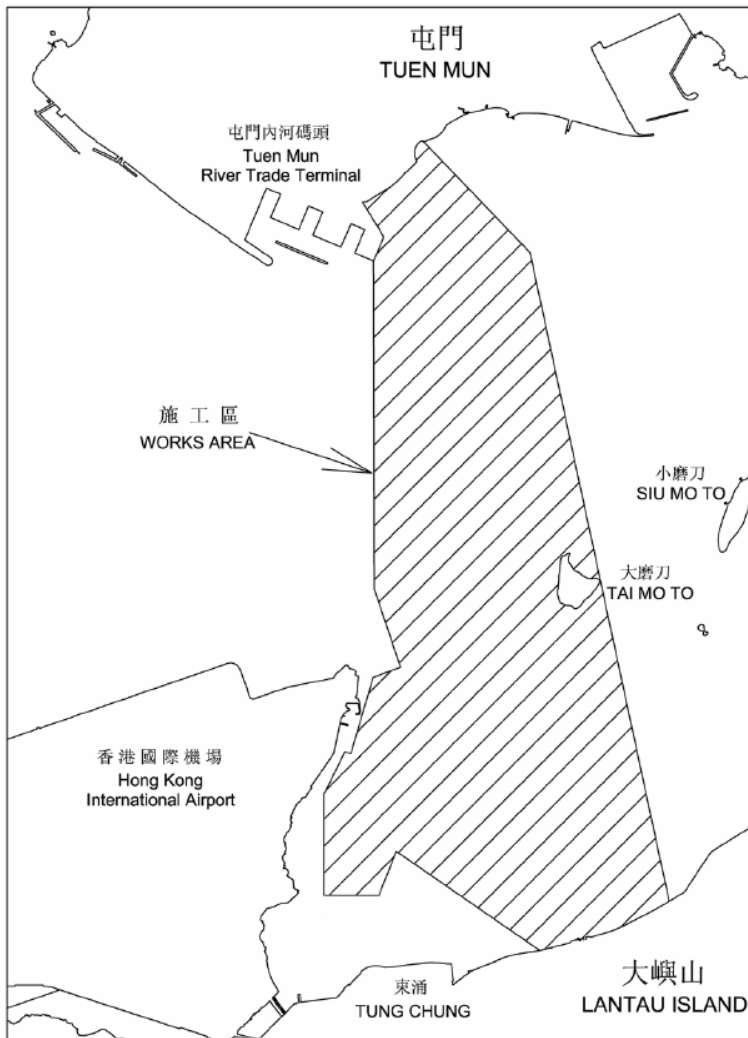 屯門
TUEN MUN
屯門內河碼頭
Tuen Mun
River Trade Terminal
施工區
WORKS AREA
小磨刀
SIU MO TO
大磨刀
TAI MO TO
香港國際機場
Hong Kong
International Airport
東涌
TUNG CHUNG
大嶼山
LANTAU ISLAND